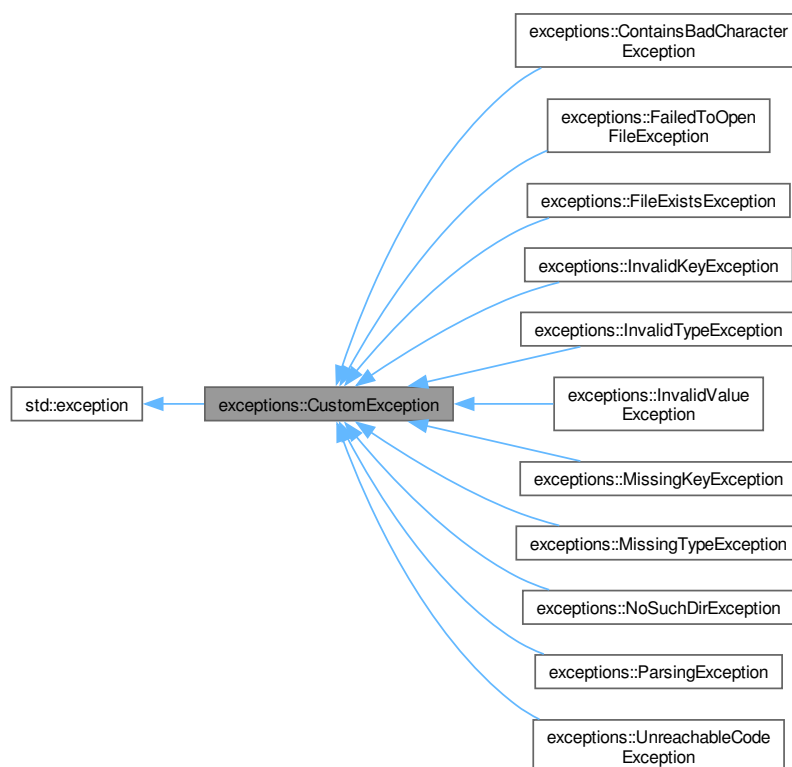 exceptions::ContainsBadCharacter
Exception
exceptions::FailedToOpen
FileException
exceptions::FileExistsException
exceptions::InvalidKeyException
exceptions::InvalidTypeException
std::exception
exceptions::CustomException
exceptions::InvalidValue
Exception
exceptions::MissingKeyException
exceptions::MissingTypeException
exceptions::NoSuchDirException
exceptions::ParsingException
exceptions::UnreachableCode
Exception